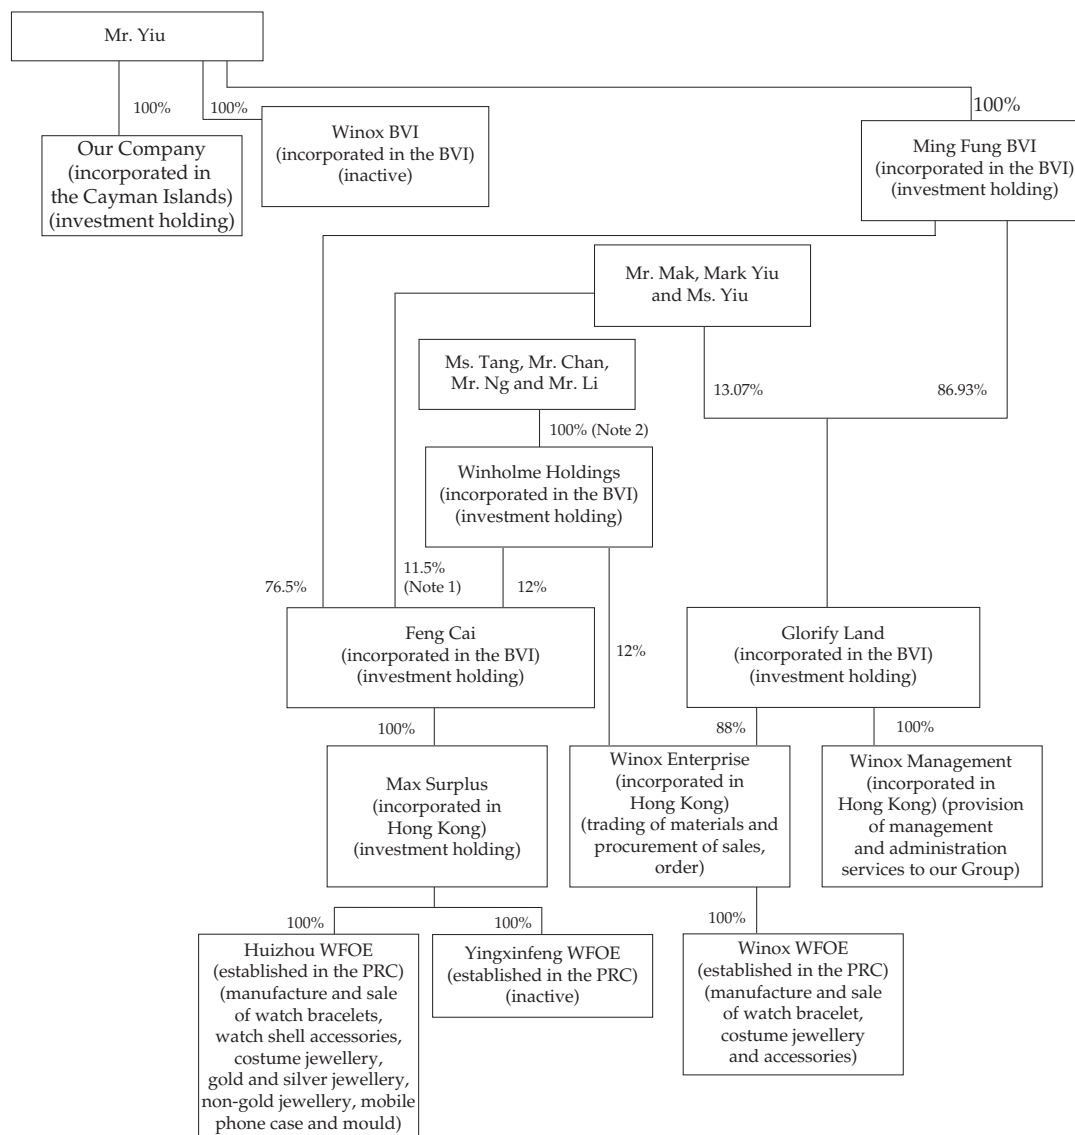 Mr. Yiu
100%
100%
100%
Our Company
(incorporated in
the Cayman Islands)
(investment holding)
Winox BVI
(incorporated in the BVI)
(inactive)
Ming Fung BVI
(incorporated in the BVI)
(investment holding)
Mr. Mak, Mark Yiu
and Ms. Yiu
Ms. Tang, Mr. Chan,
Mr. Ng and Mr. Li
13.07%
86.93%
100% (Note 2)
Winholme Holdings
(incorporated in the BVI)
(investment holding)
76.5%
11.5%
(Note 1)
12%
12%
Feng Cai
(incorporated in the BVI)
(investment holding)
Glorify Land
(incorporated in the BVI)
(investment holding)
100%
88%
100%
Max Surplus
(incorporated in
Hong Kong)
(investment holding)
Winox Enterprise
(incorporated in
Hong Kong)
(trading of materials and
procurement of sales,
order)
Winox Management
(incorporated in
Hong Kong) (provision
of management
and administration
services to our Group)
100%
100%
100%
Huizhou WFOE
(established in the PRC)
(manufacture and sale
of watch bracelets,
watch shell accessories,
costume jewellery,
gold and silver jewellery,
non-gold jewellery, mobile
phone case and mould)
Yingxinfeng WFOE
(established in the PRC)
(inactive)
Winox WFOE
(established in the PRC)
(manufacture and sale
of watch bracelet,
costume jewellery
and accessories)